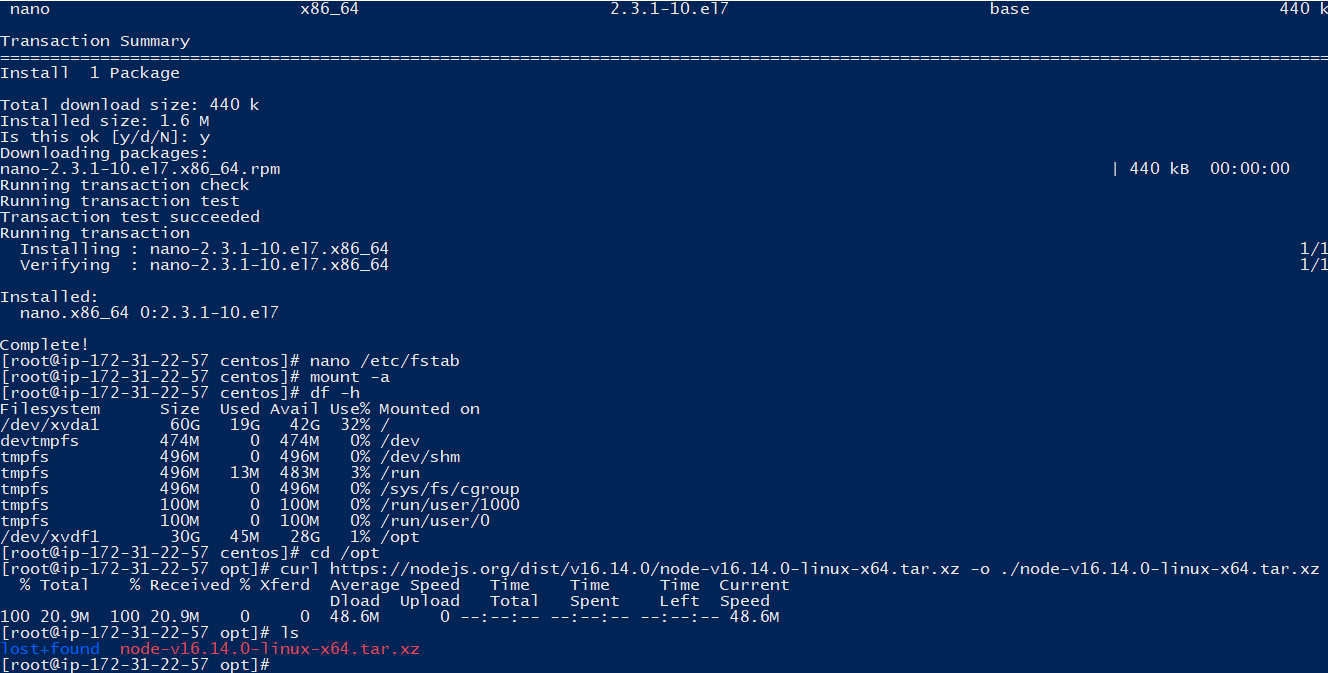 nano x86_64 2.3.1-10.el7 base 440 k
Transaction Summary
================================================================================================================================
Install  1 Package
Total download size: 440 k
Installed size: 1.6 M
Is this ok [y/d/N]: y
Downloading packages:
nano-2.3.1-10.el7.x86_64.rpm | 440 kB  00:00:00
Running transaction check
Running transaction test
Transaction test succeeded
Running transaction
  Installing : nano-2.3.1-10.el7.x86_64 1/1
  Verifying  : nano-2.3.1-10.el7.x86_64 1/1
Installed:
  nano.x86_64 0:2.3.1-10.el7
Complete!
[root@ip-172-31-22-57 centos]# nano /etc/fstab
[root@ip-172-31-22-57 centos]# mount -a
[root@ip-172-31-22-57 centos]# df -h
Filesystem      Size  Used Avail Use% Mounted on
/dev/xvda1       60G   19G   42G  32% /
devtmpfs        474M     0  474M   0% /dev
tmpfs           496M     0  496M   0% /dev/shm
tmpfs           496M   13M  483M   3% /run
tmpfs           496M     0  496M   0% /sys/fs/cgroup
tmpfs           100M     0  100M   0% /run/user/1000
tmpfs           100M     0  100M   0% /run/user/0
/dev/xvdf1       30G   45M   28G   1% /opt
[root@ip-172-31-22-57 centos]# cd /opt
[root@ip-172-31-22-57 opt]# curl https://nodejs.org/dist/v16.14.0/node-v16.14.0-linux-x64.tar.xz -o ./node-v16.14.0-linux-x64.tar.xz
  % Total    % Received % Xferd  Average Speed   Time    Time     Time  Current
                                 Dload  Upload   Total   Spent    Left  Speed
100 20.9M  100 20.9M    0     0  48.6M      0 --:--:-- --:--:-- --:--:-- 48.6M
[root@ip-172-31-22-57 opt]# ls
lost+found  node-v16.14.0-linux-x64.tar.xz
[root@ip-172-31-22-57 opt]#